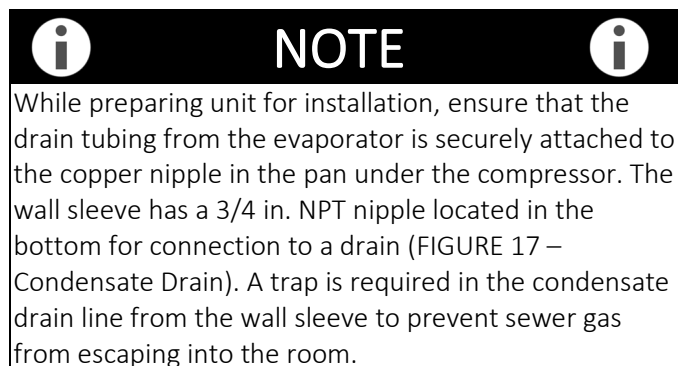 NOTE
While preparing unit for installation, ensure that the
drain tubing from the evaporator is securely attached to
the copper nipple in the pan under the compressor. The
wall sleeve has a 3/4 in. NPT nipple located in the
bottom for connection to a drain (FIGURE 17 –
Condensate Drain). A trap is required in the condensate
drain line from the wall sleeve to prevent sewer gas
from escaping into the room.